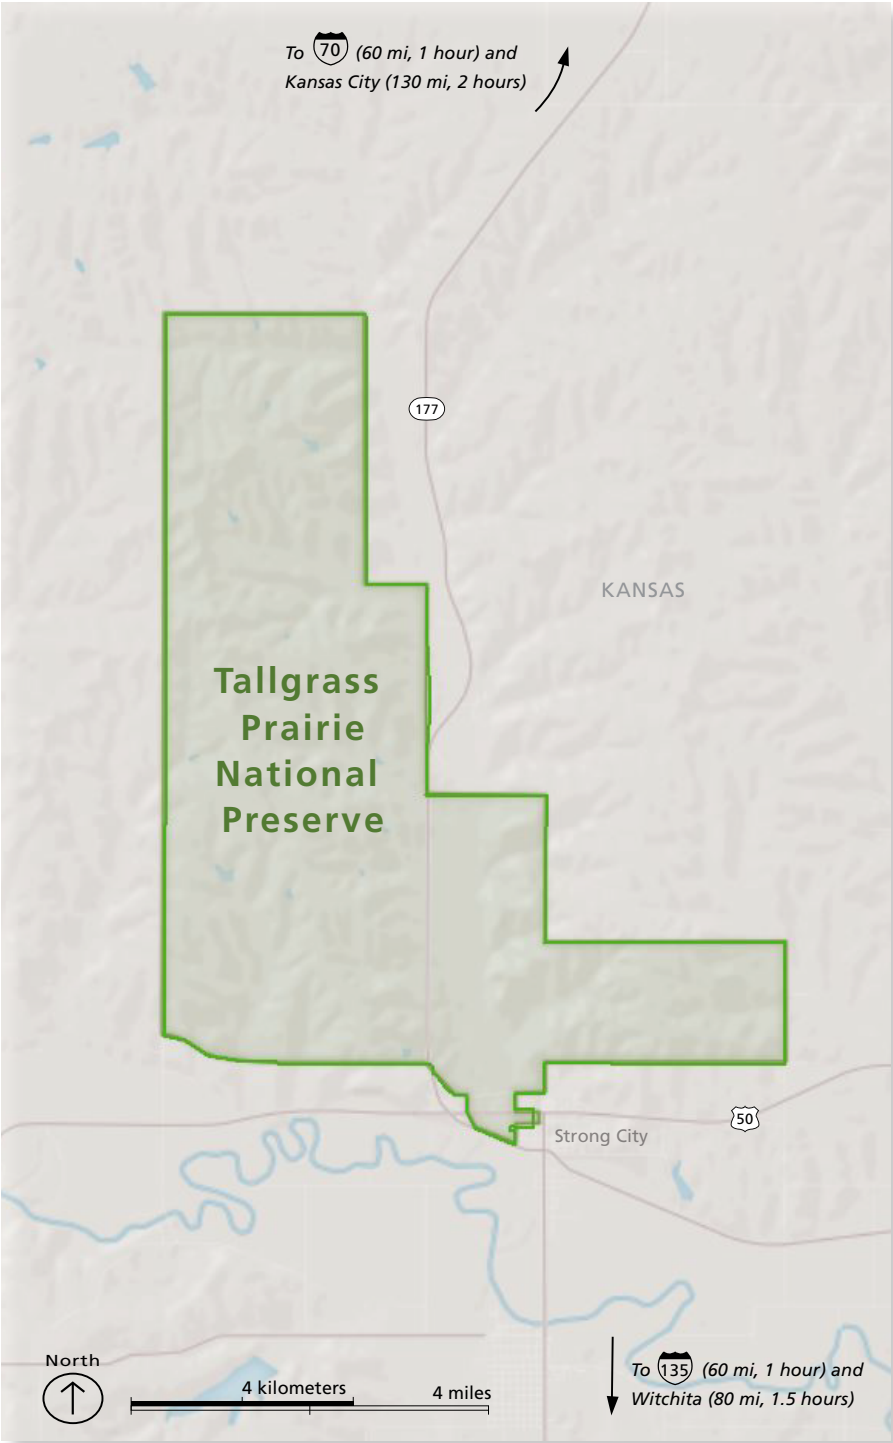 To 70 (60 mi, 1 hour) and
Kansas City (130 mi, 2 hours)
177
KANSAS
Tallgrass
Prairie
National
Preserve
50
Strong City
North
4 kilometers
4 miles
To 135 (60 mi, 1 hour) and
Witchita (80 mi, 1.5 hours)